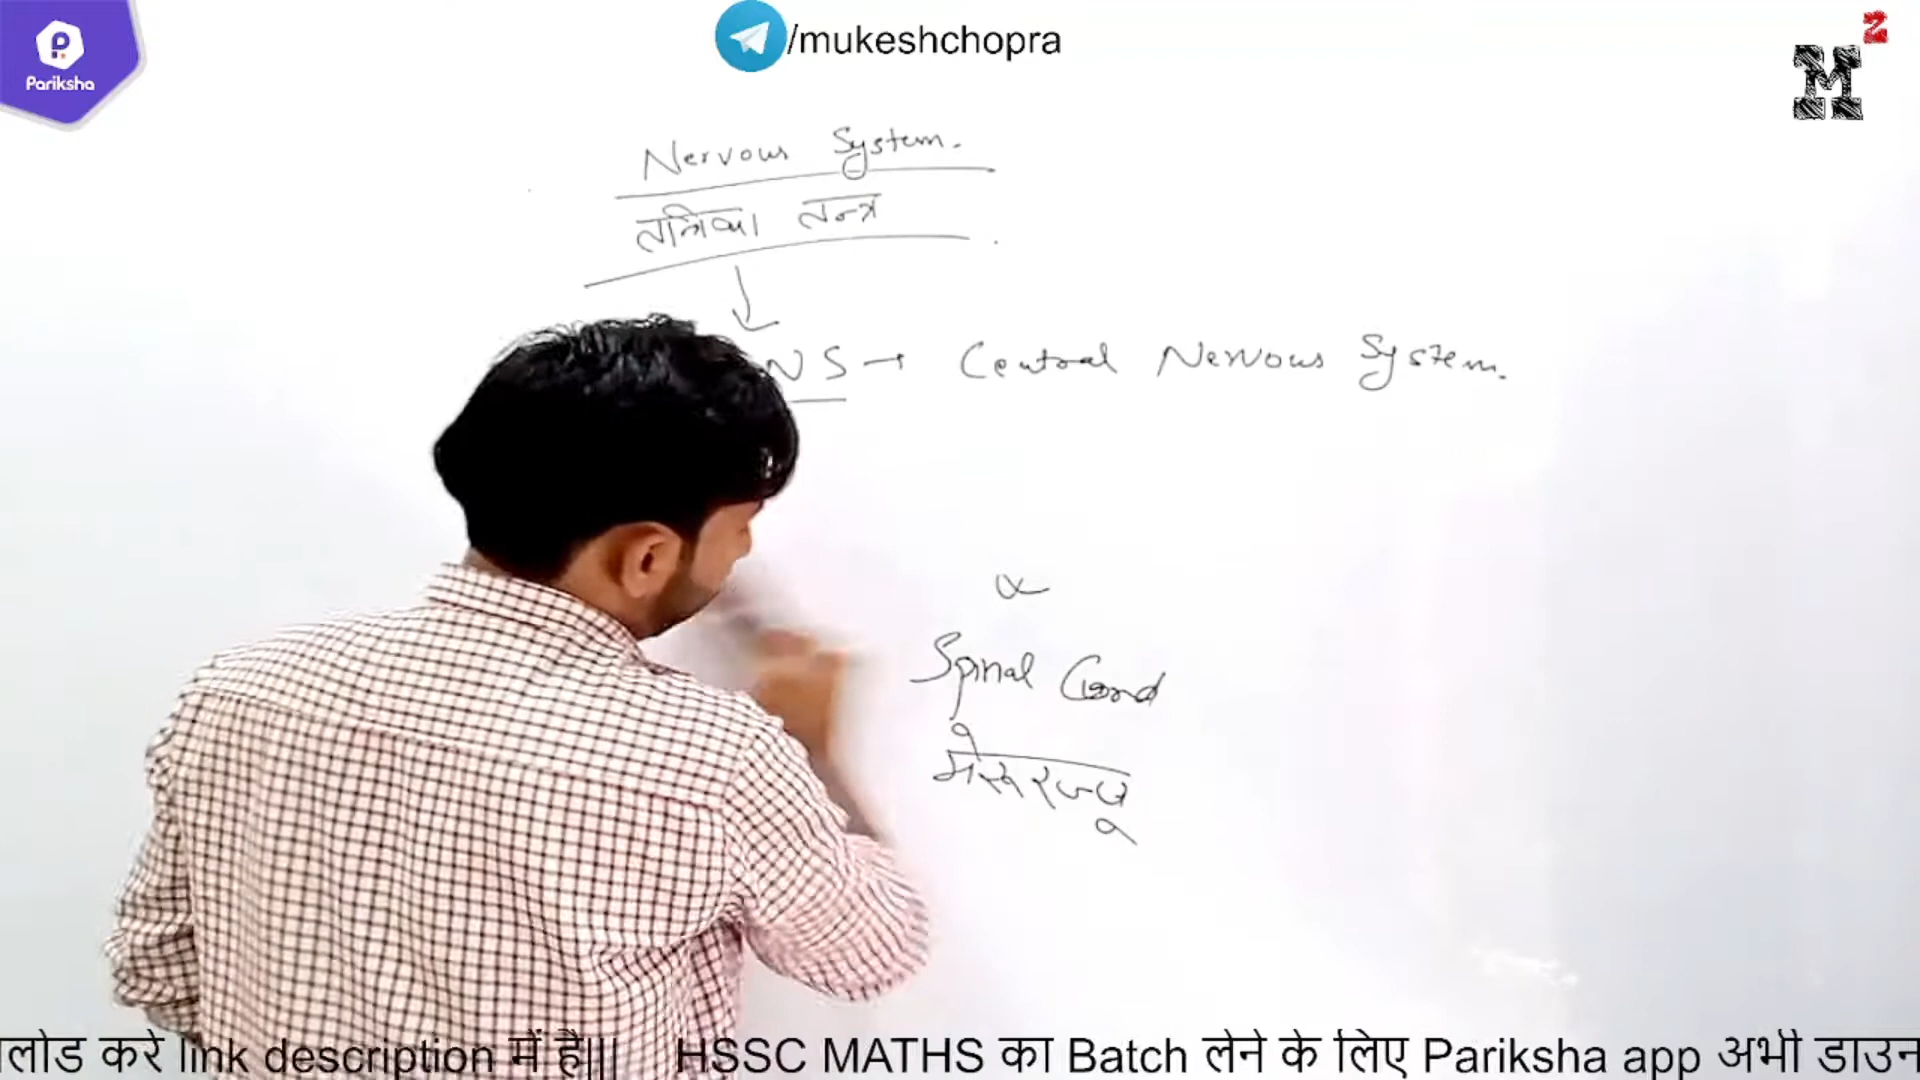 Pariksha
/mukeshchopra
M²
Nervous System.
तंत्रिका तन्त्र
NS → Central Nervous System.
&
Spinal Cord
मेरूरज्जू
लोड करे link description में है||| HSSC MATHS का Batch लेने के लिए Pariksha app अभी डाउन